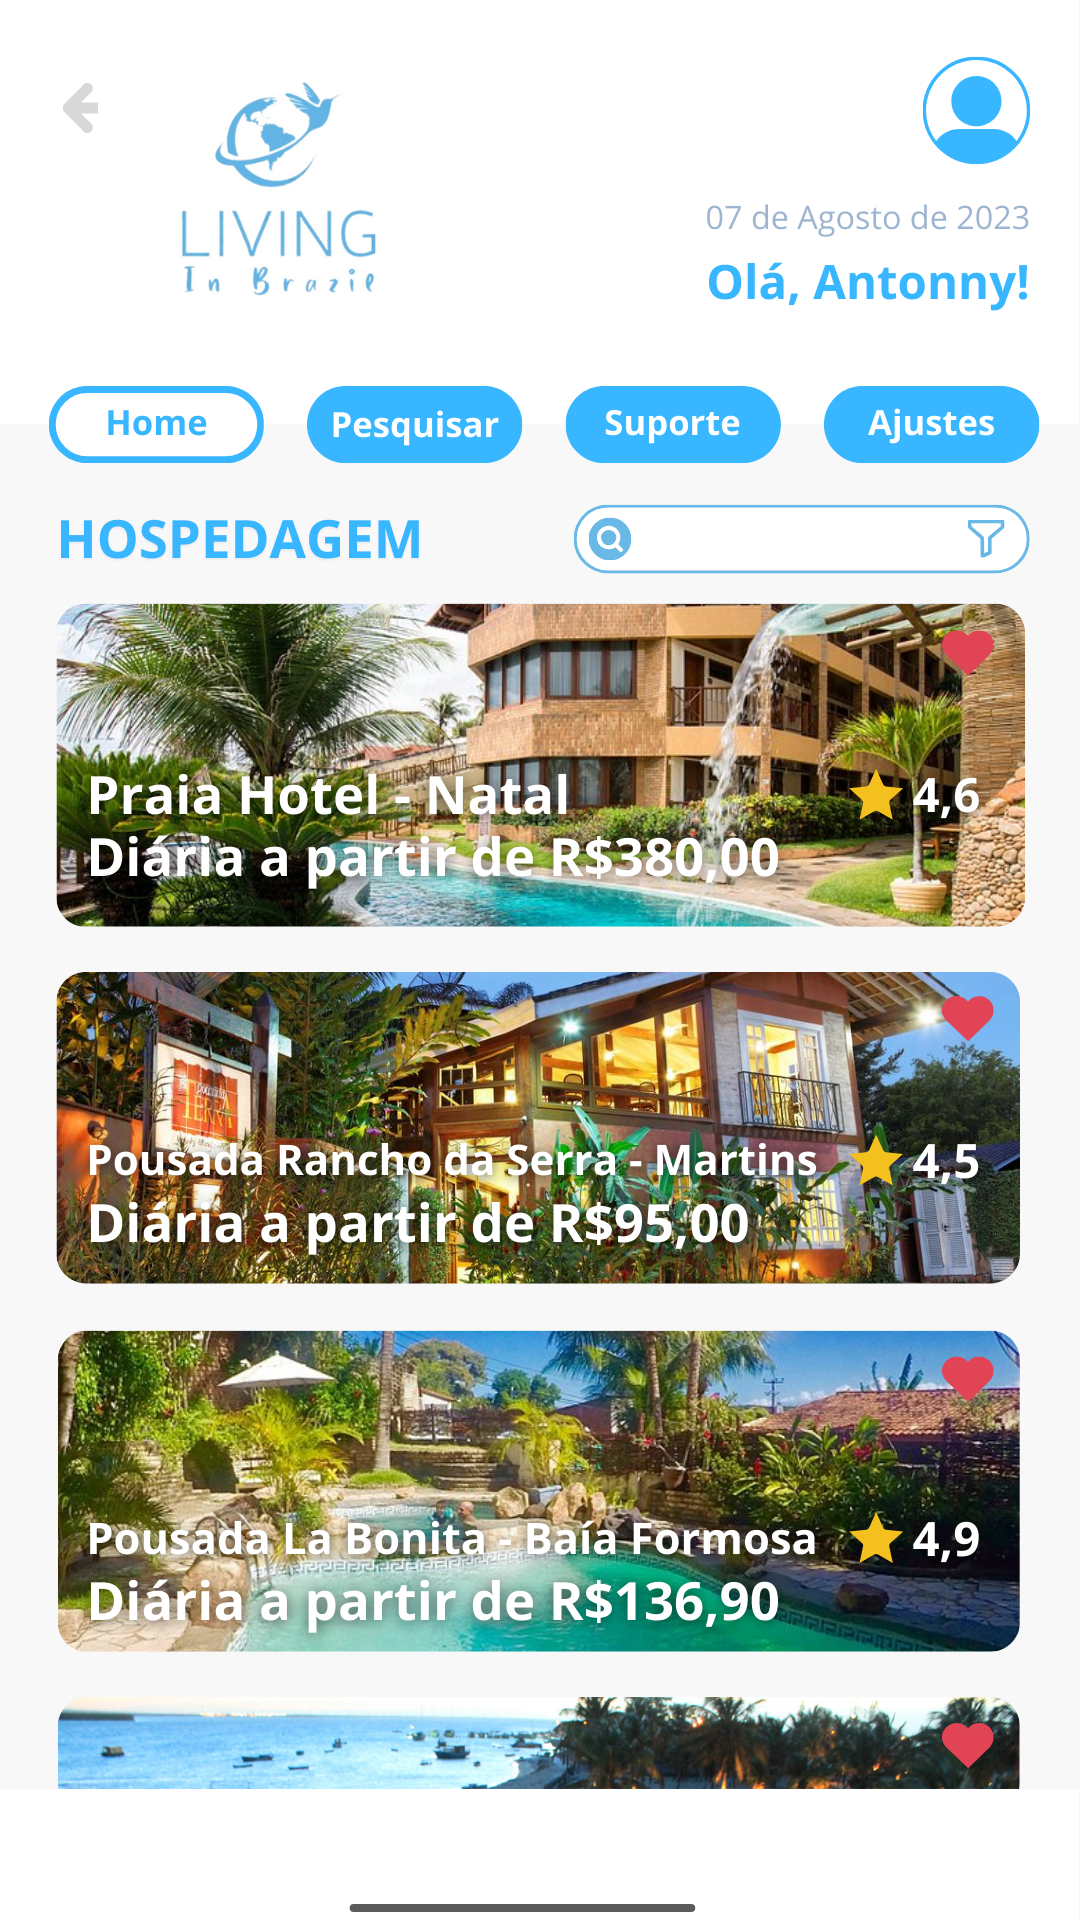 LIVING
In Brazil
07 de Agosto de 2023
Olá, Antonny!
Home
Pesquisar
Suporte
Ajustes
HOSPEDAGEM
Praia Hotel - Natal
4,6
Diária a partir de R$380,00
pousada
Pousada Rancho da Serra - Martins
4,5
Diária a partir de R$95,00
Pousada La Bonita - Baía Formosa
4,9
Diária a partir de R$136,90